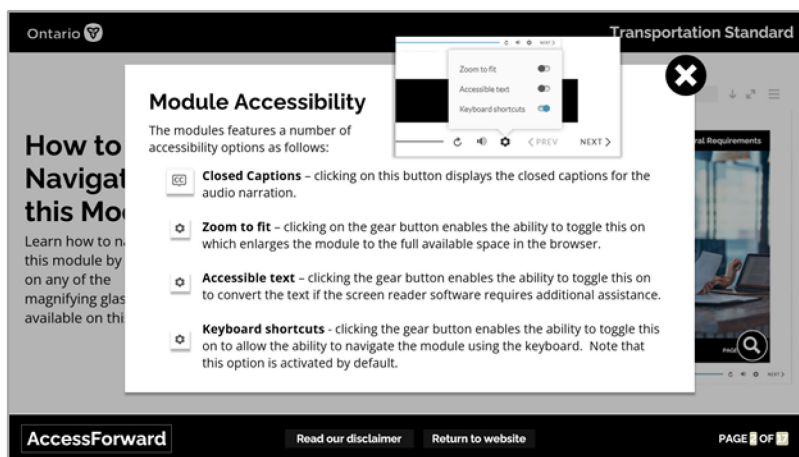 Ontario
Transportation Standard
NEXT >
Zoom to fit
Accessible text
Keyboard shortcuts
< PREV
NEXT >
Module Accessibility
The modules features a number of
accessibility options as follows:
CC
Closed Captions – clicking on this button displays the closed captions for the
audio narration.
Zoom to fit – clicking on the gear button enables the ability to toggle this on
which enlarges the module to the full available space in the browser.
Accessible text – clicking the gear button enables the ability to toggle this on
to convert the text if the screen reader software requires additional assistance.
Keyboard shortcuts - clicking the gear button enables the ability to toggle this
on to allow the ability to navigate the module using the keyboard. Note that
this option is activated by default.
How to
Navigat
this Mo
Learn how to n
this module by
on any of the
magnifying glas
available on thi
ral Requirements
PAGE
NEXT >
AccessForward
Read our disclaimer
Return to website
PAGE 2 OF 17